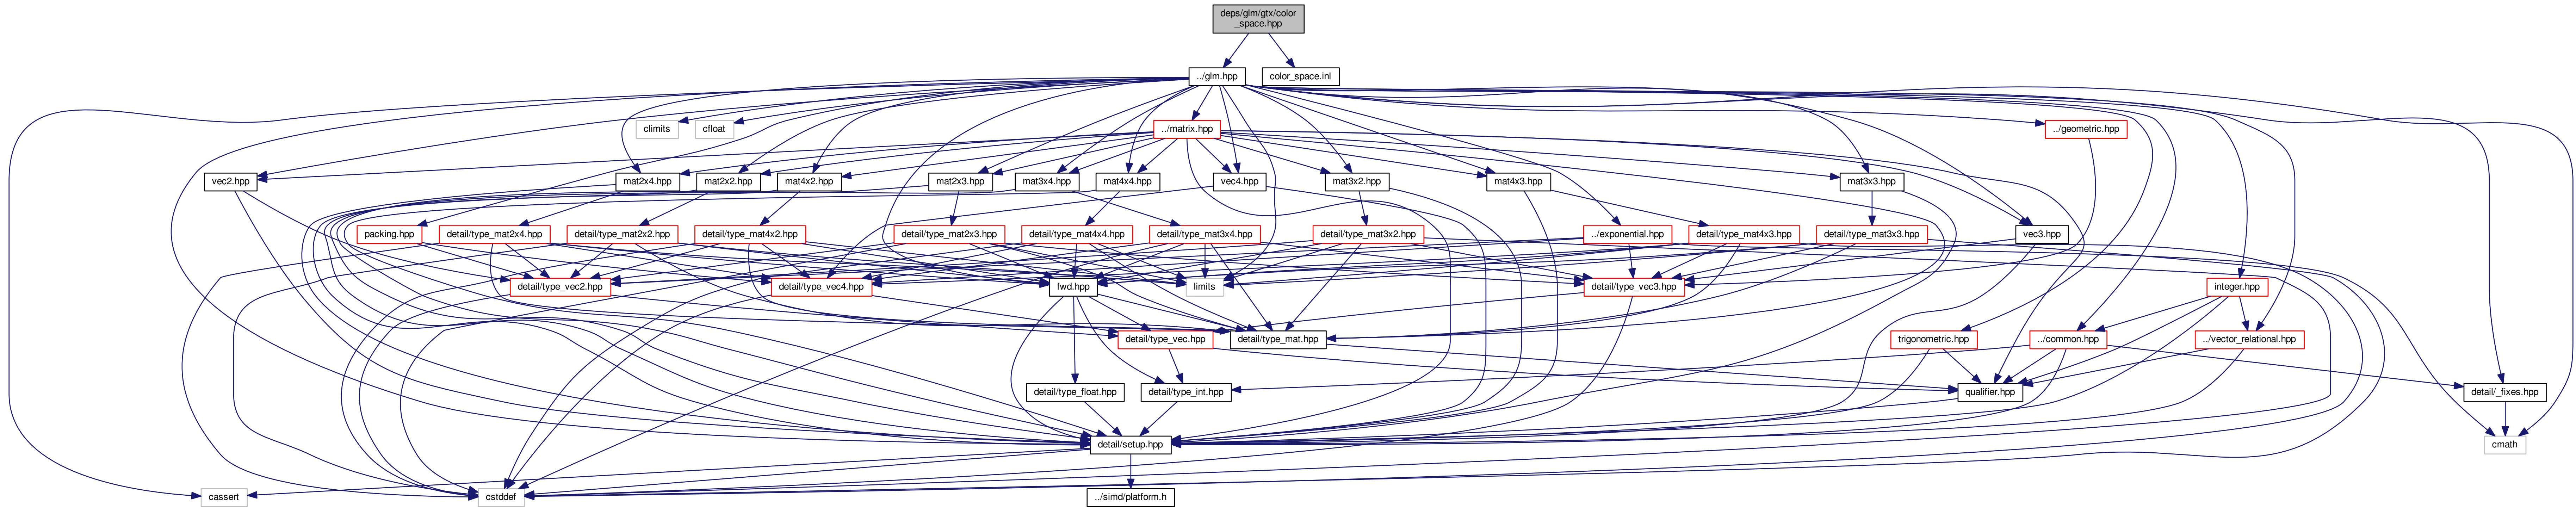 deps/glm/gtx/color
_space.hpp
../glm.hpp
color_space.inl
climits
cfloat
../matrix.hpp
../geometric.hpp
vec2.hpp
mat2x4.hpp
mat2x2.hpp
mat4x2.hpp
mat2x3.hpp
mat3x4.hpp
mat4x4.hpp
vec4.hpp
mat3x2.hpp
mat4x3.hpp
mat3x3.hpp
packing.hpp
detail/type_mat2x4.hpp
detail/type_mat2x2.hpp
detail/type_mat4x2.hpp
detail/type_mat2x3.hpp
detail/type_mat4x4.hpp
detail/type_mat3x4.hpp
detail/type_mat3x2.hpp
../exponential.hpp
detail/type_mat4x3.hpp
detail/type_mat3x3.hpp
vec3.hpp
detail/type_vec2.hpp
detail/type_vec4.hpp
fwd.hpp
limits
detail/type_vec3.hpp
integer.hpp
detail/type_vec.hpp
detail/type_mat.hpp
trigonometric.hpp
../common.hpp
../vector_relational.hpp
detail/type_float.hpp
detail/type_int.hpp
qualifier.hpp
detail/_fixes.hpp
detail/setup.hpp
cmath
cassert
cstddef
../simd/platform.h